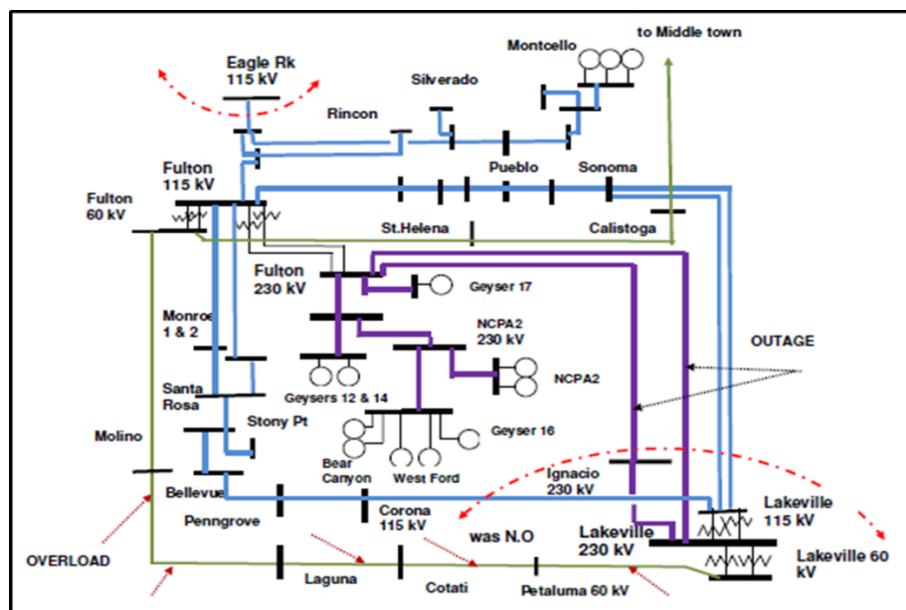 to Middle town
Montcello
Eagle Rk
115 kV
Silverado
Rincon
Fulton
115 kV
Pueblo
Sonoma
Fulton
60 kV
St.Helena
Calistoga
Fulton
230 kV
Geyser 17
Monroe
1 & 2
NCPA2
230 kV
OUTAGE
NCPA2
Geysers 12 & 14
Santa
Rosa
Stony Pt
Geyser 16
Molino
Bear
Canyon
West Ford
Ignacio
230 kV
Bellevue
Penngrove
Corona
115 kV
Lakeville
115 kV
was N.O
Lakeville
230 kV
Lakeville 60
kV
OVERLOAD
Laguna
Cotati
Petaluma 60 kV